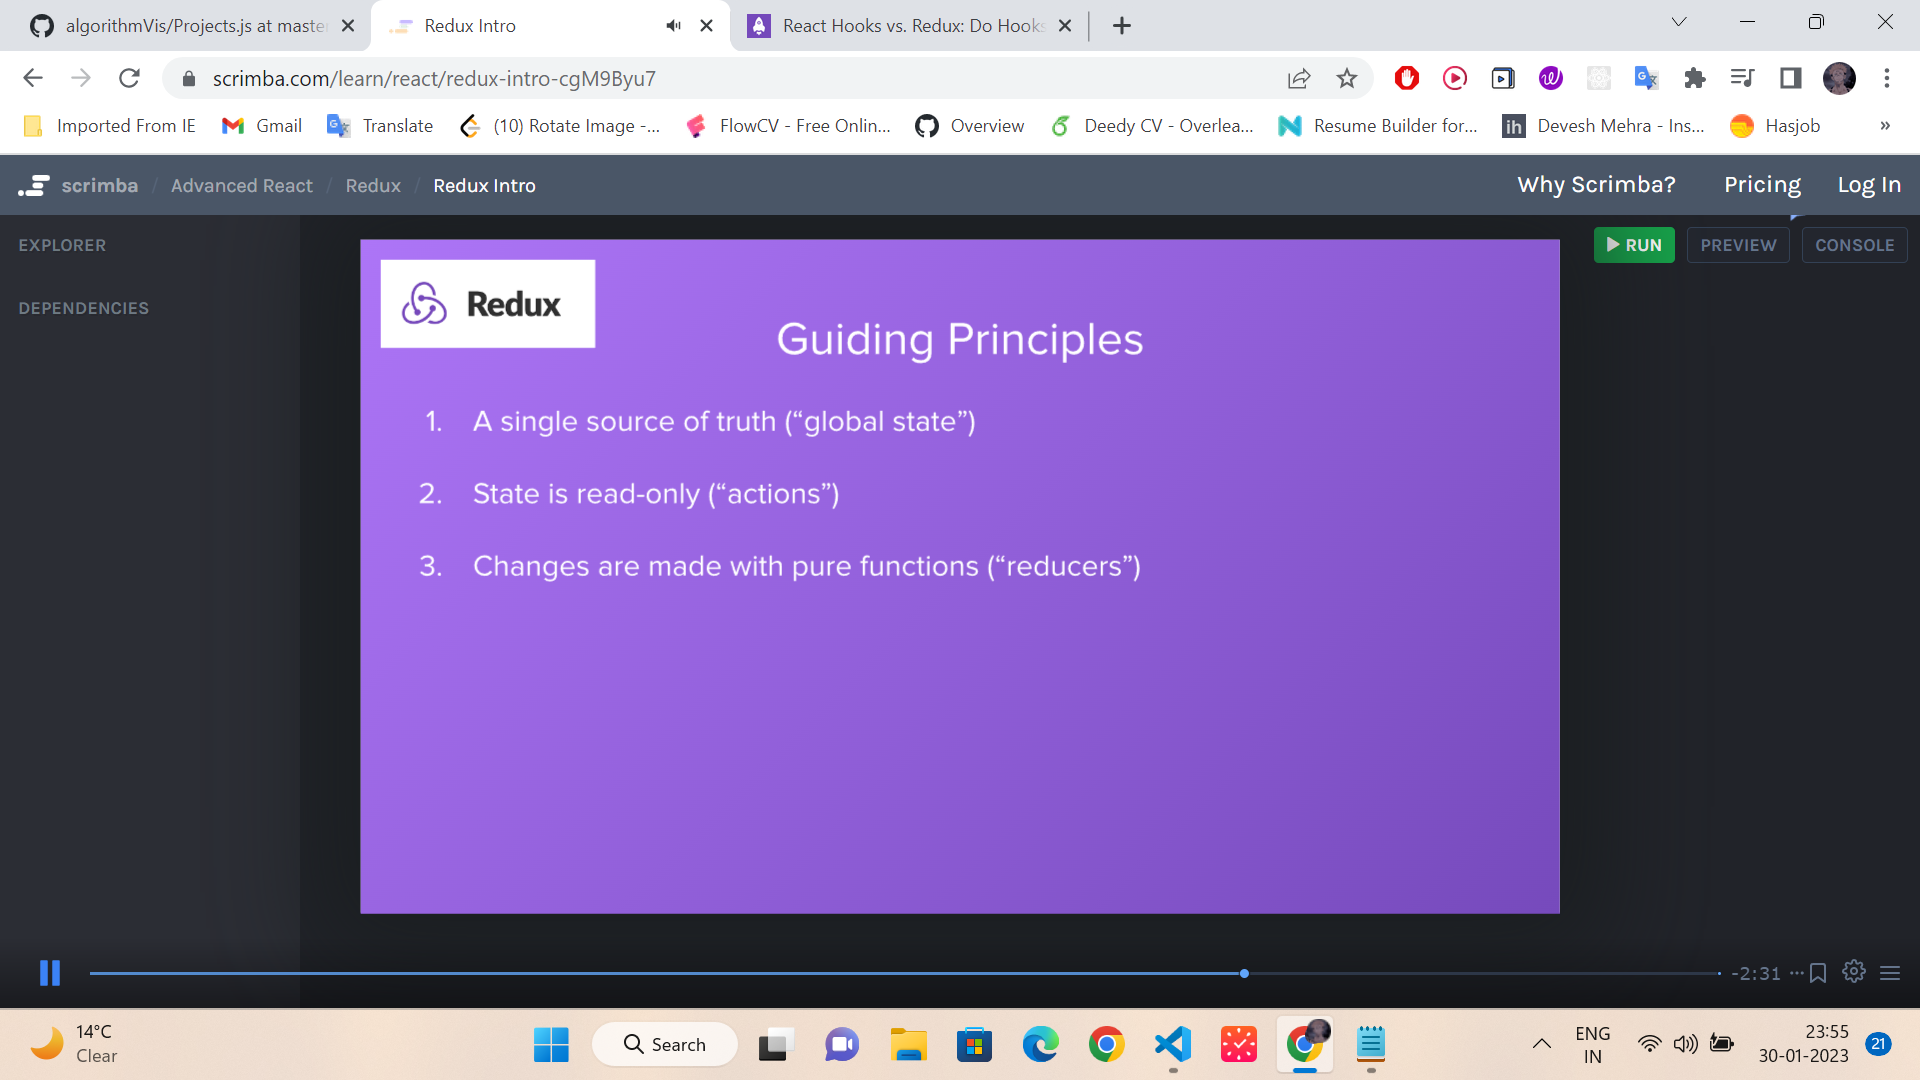 algorithmVis/Projects.js at maste
Redux Intro
React Hooks vs. Redux: Do Hooks
scrimba.com/learn/react/redux-intro-cgM9Byu7
Imported From IE
Gmail
Translate
(10) Rotate Image -...
FlowCV - Free Onlin...
Overview
Deedy CV - Overlea...
Resume Builder for...
ih
Devesh Mehra - Ins...
Hasjob
»
scrimba / Advanced React / Redux / Redux Intro
Why Scrimba?
Pricing
Log In
EXPLORER
DEPENDENCIES
RUN
PREVIEW
CONSOLE
Redux
Guiding Principles
1. A single source of truth (“global state”)
2. State is read-only (“actions”)
3. Changes are made with pure functions (“reducers”)
-2:31
14°C
Clear
Search
ENG
IN
23:55
30-01-2023
21